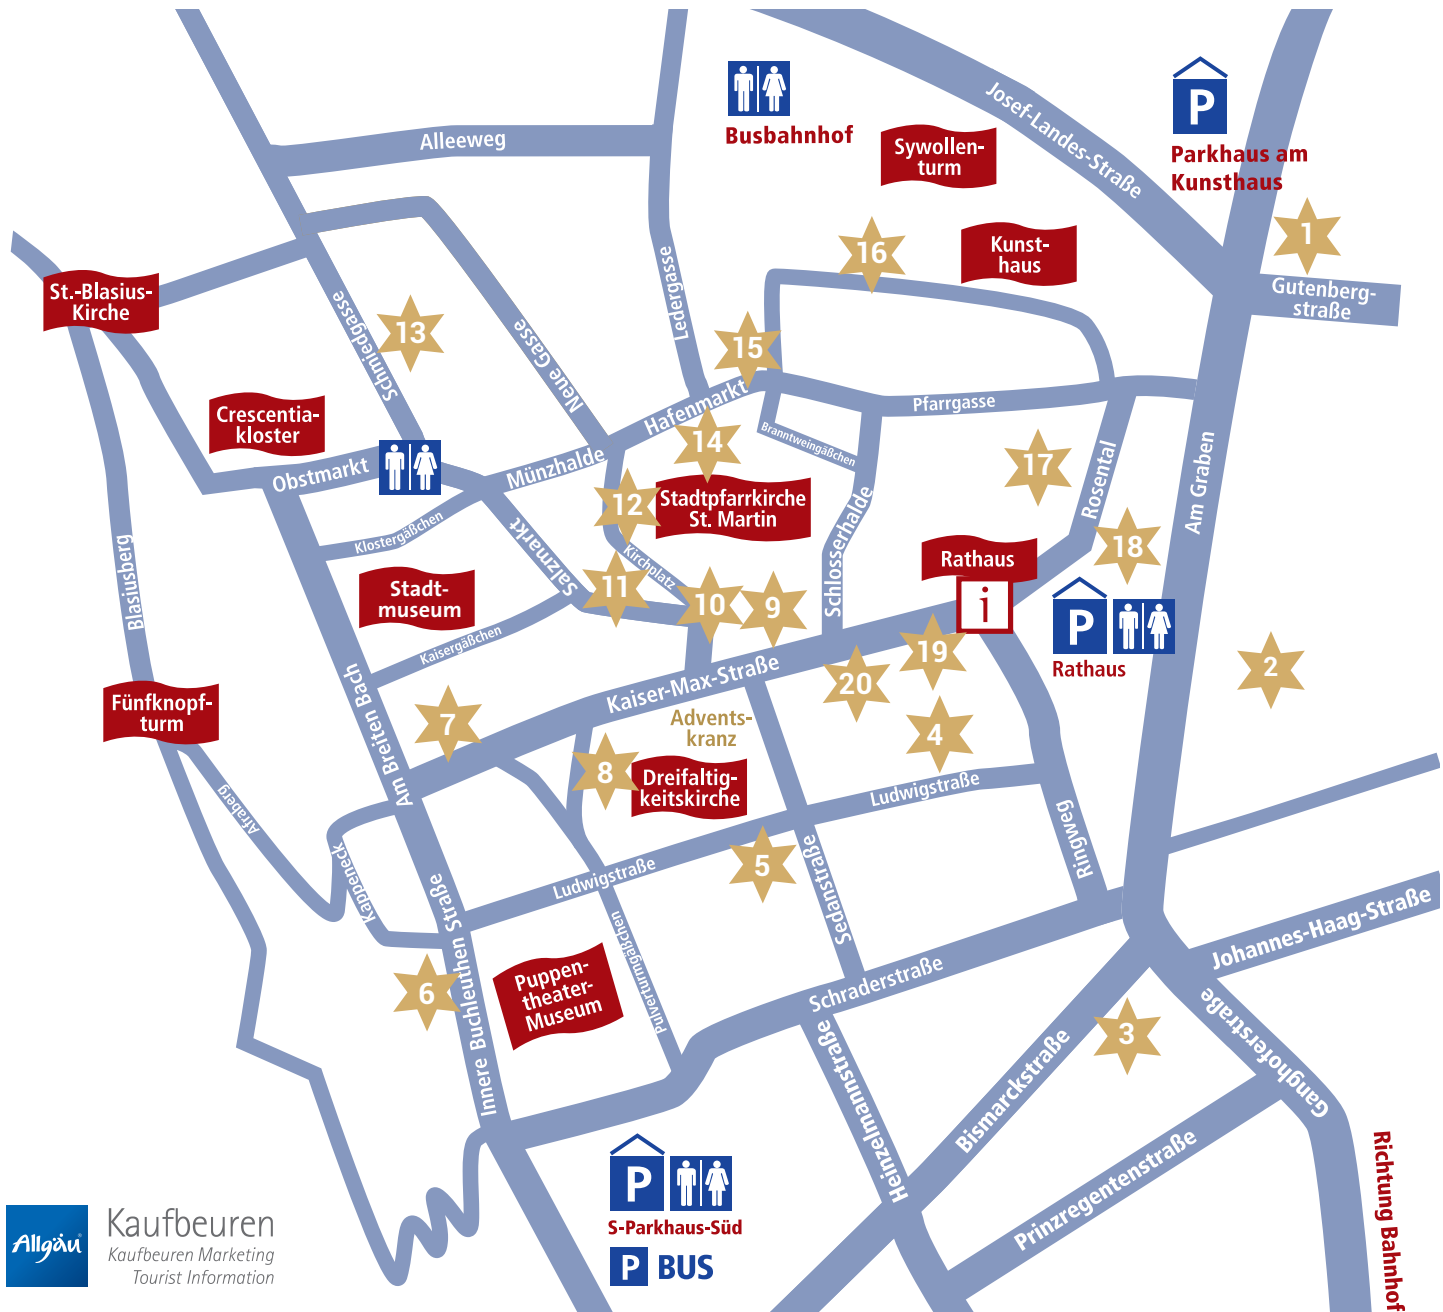 Josef-Landes-Straße
P
Parkhaus am
Kunsthaus
Busbahnhof
Alleeweg
Sywollen-
turm
1
16
Kunst-
haus
Gutenberg-
straße
St.-Blasius-
Kirche
Schmiedgasse
13
Neue Gasse
Ledergasse
15
Hafenmarkt
Pfarrgasse
Crescentia-
kloster
14
Branntweingäßchen
17
Rosental
Am Graben
Obstmarkt
Münzhalde
12
Stadtpfarrkirche
St. Martin
Schlosserhalde
18
Klostergäßchen
Salzmarkt
Kirchplatz
Rathaus
i
Blasiusberg
Stadt-
museum
11
10
9
P
Rathaus
Kaisergäßchen
19
2
Fünfknopf-
turm
Am Breiten Bach
7
Kaiser-Max-Straße
20
Advents-
kranz
4
8
Dreifaltig-
keitskirche
Ludwigstraße
Afraberg
Kappeneck
Ludwigstraße
5
Sedanstraße
Ringweg
Johannes-Haag-Straße
6
Innere Buchleuthen Straße
Puppen-
theater-
Museum
Pulverturmgäßchen
Schraderstraße
3
Ganghoferstraße
Heinzelmannstraße
Bismarckstraße
Prinzregentenstraße
Richtung Bahnhof
P
S-Parkhaus-Süd
P BUS
Allgäu
Kaufbeuren
Kaufbeuren Marketing
Tourist Information